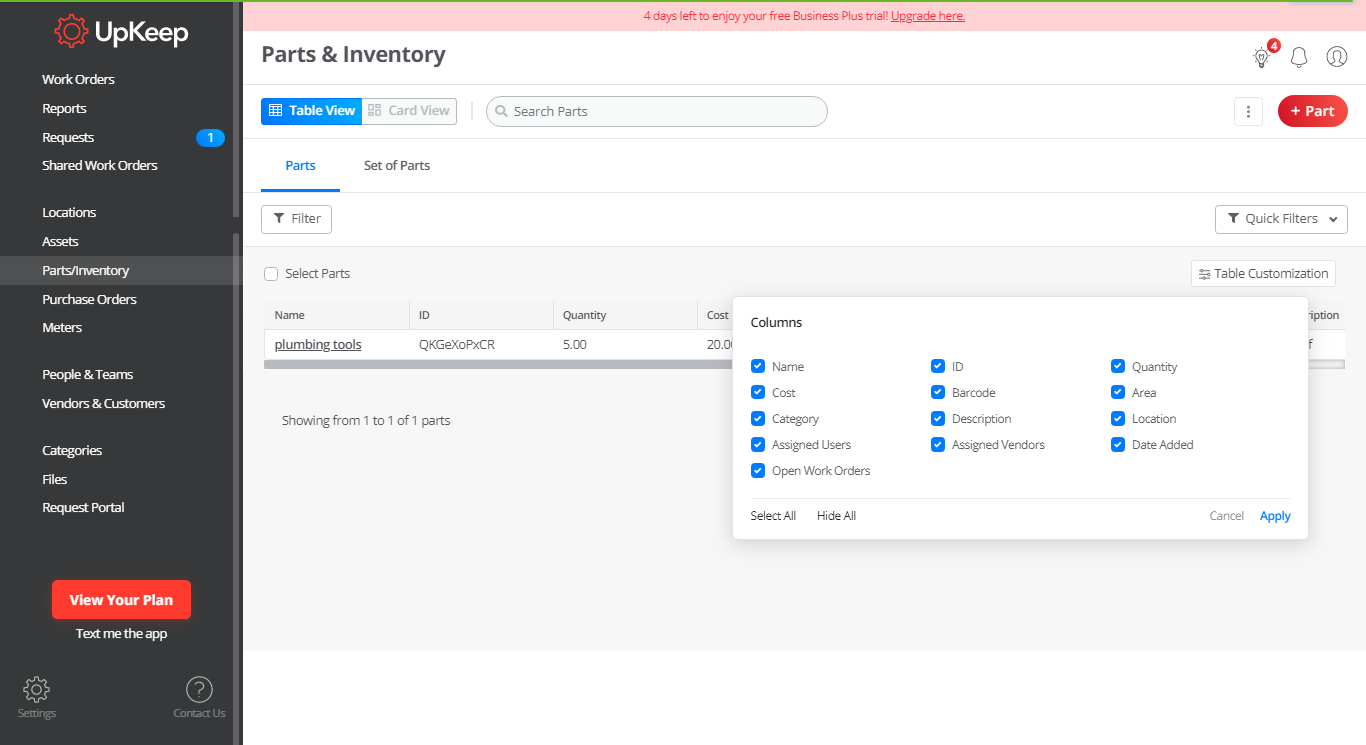 4 days left to enjoy your free Business Plus trial! Upgrade here.
UpKeep
Work Orders
Reports
Requests 1
Shared Work Orders
Locations
Assets
Parts/Inventory
Purchase Orders
Meters
People & Teams
Vendors & Customers
Categories
Files
Request Portal
View Your Plan
Text me the app
Settings
Contact Us
Parts & Inventory
4
Table View Card View Search Parts + Part
Parts Set of Parts
Filter Quick Filters
Select Parts Table Customization
Name ID Quantity Cost ription
plumbing tools QKGeXoPxCR 5.00 20.00 f
Showing from 1 to 1 of 1 parts
Columns
Name ID Quantity
Cost Barcode Area
Category Description Location
Assigned Users Assigned Vendors Date Added
Open Work Orders
Select All Hide All Cancel Apply